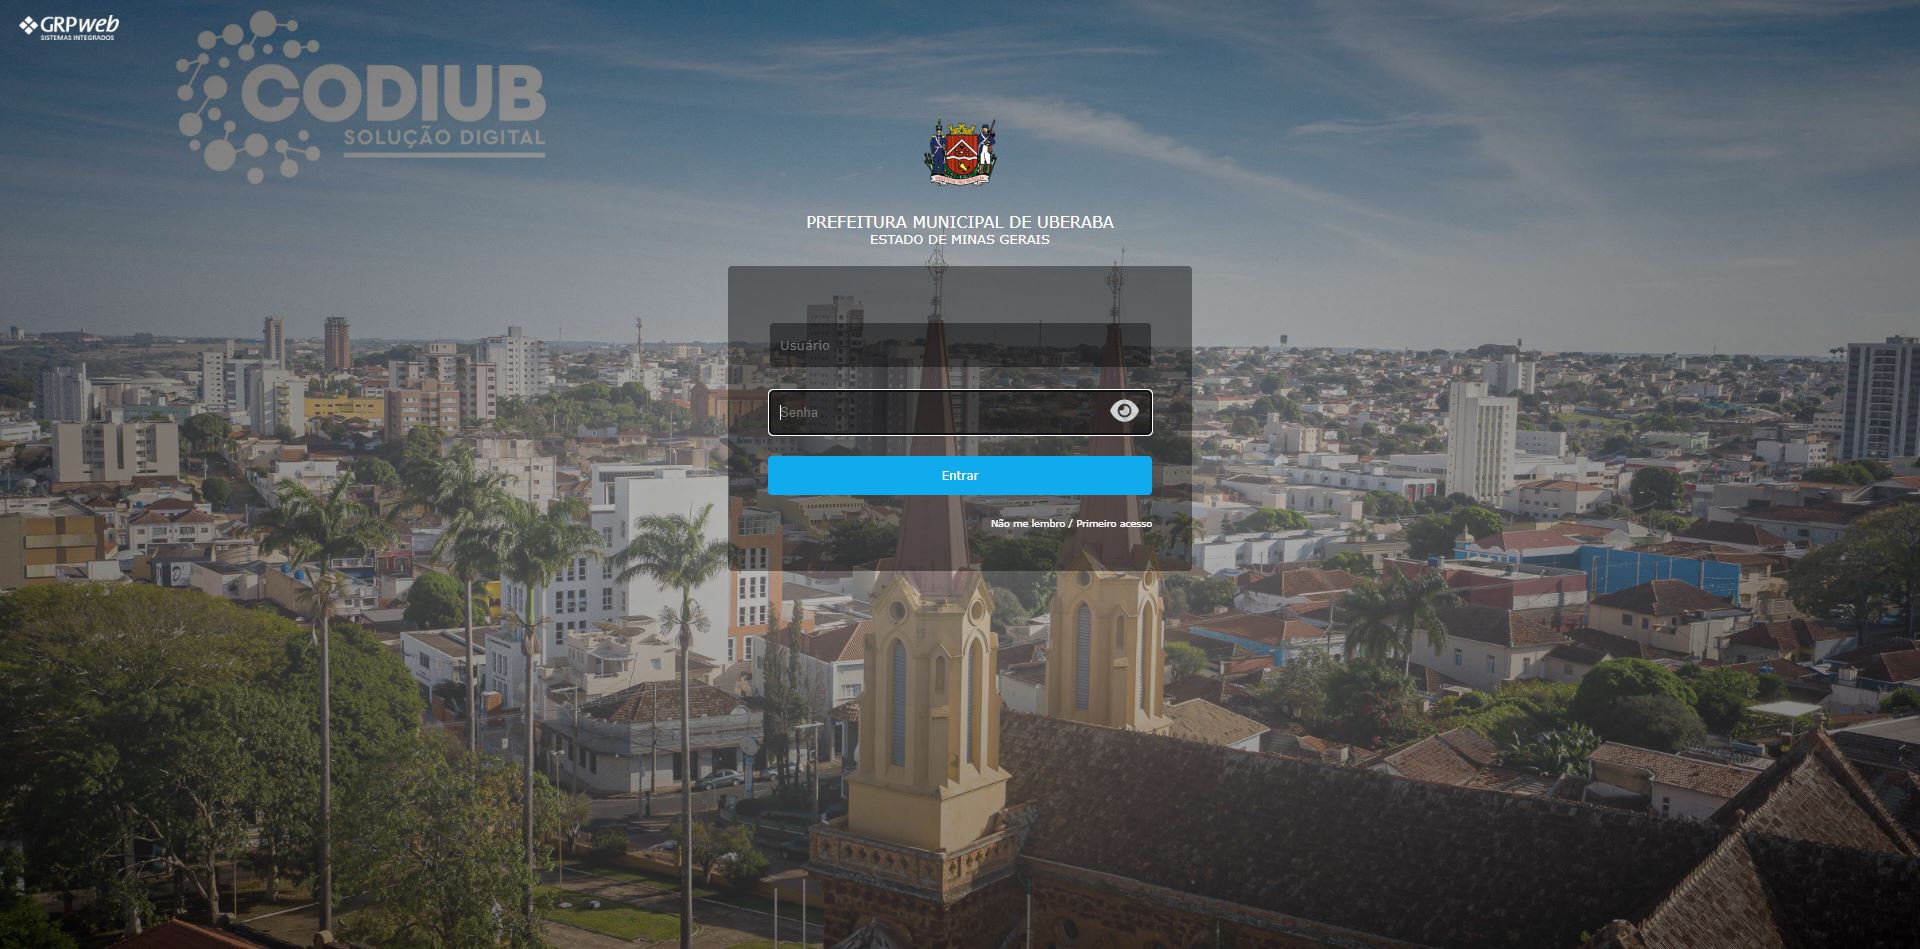 GRPweb
SISTEMAS INTEGRADOS
CODIUB
SOLUÇÃO DIGITAL
PREFEITURA MUNICIPAL DE UBERABA
ESTADO DE MINAS GERAIS
Usuário
Senha
Entrar
Não me lembro / Primeiro acesso